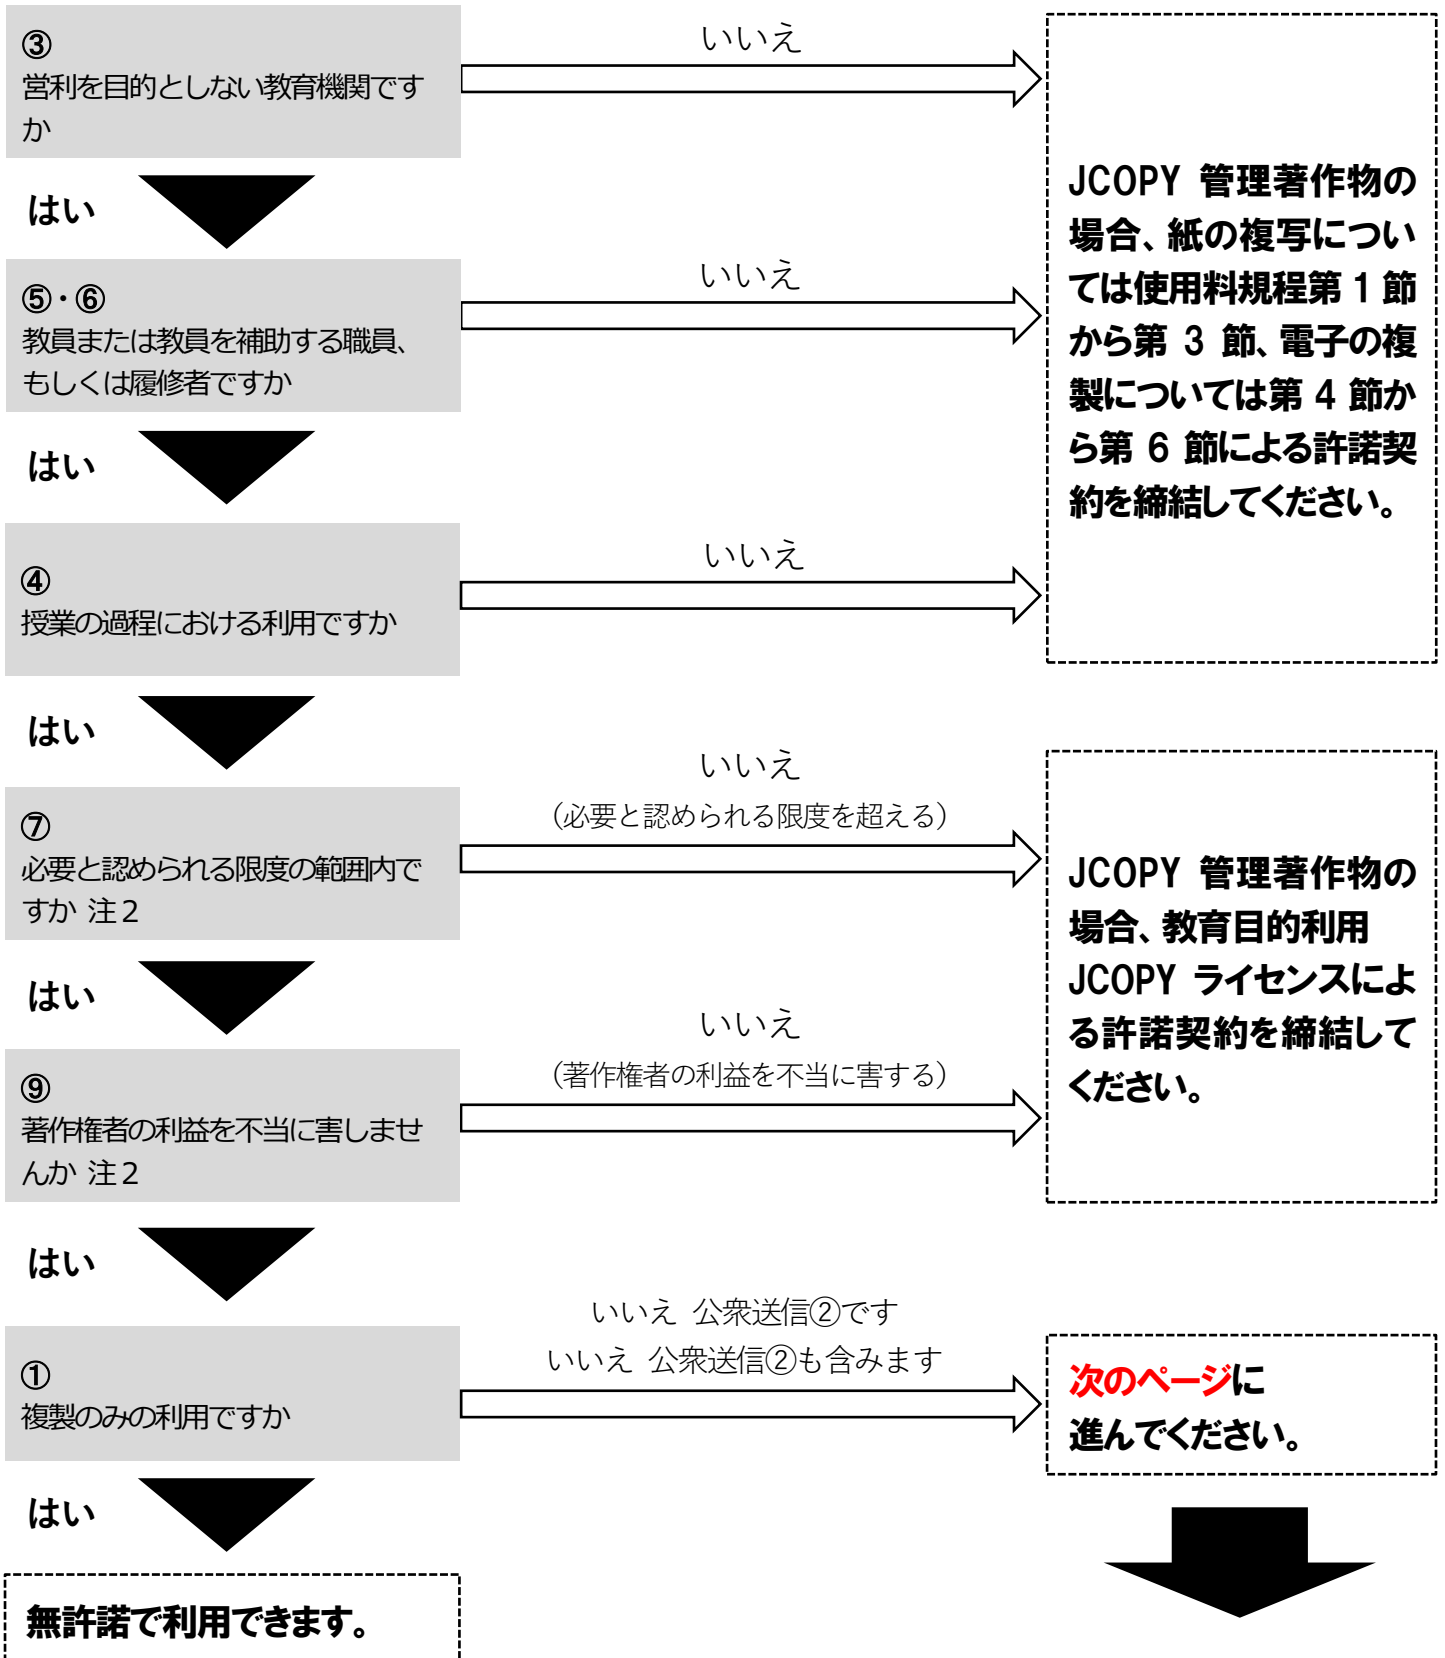 ③
営利を目的としない教育機関です
か
いいえ
はい
⑤・⑥
教員または教員を補助する職員、
もしくは履修者ですか
いいえ
はい
④
授業の過程における利用ですか
いいえ
JCOPY 管理著作物の
場合、紙の複写につい
ては使用料規程第 1 節
から第 3 節、電子の複
製については第 4 節か
ら第 6 節による許諾契
約を締結してください。
はい
⑦
必要と認められる限度の範囲内で
すか 注２
いいえ
（必要と認められる限度を超える）
はい
⑨
著作権者の利益を不当に害しませ
んか 注２
いいえ
（著作権者の利益を不当に害する）
JCOPY 管理著作物の
場合、教育目的利用
JCOPY ライセンスによ
る許諾契約を締結して
ください。
はい
①
複製のみの利用ですか
いいえ 公衆送信②です
いいえ 公衆送信②も含みます
次のページに
進んでください。
はい
無許諾で利用できます。